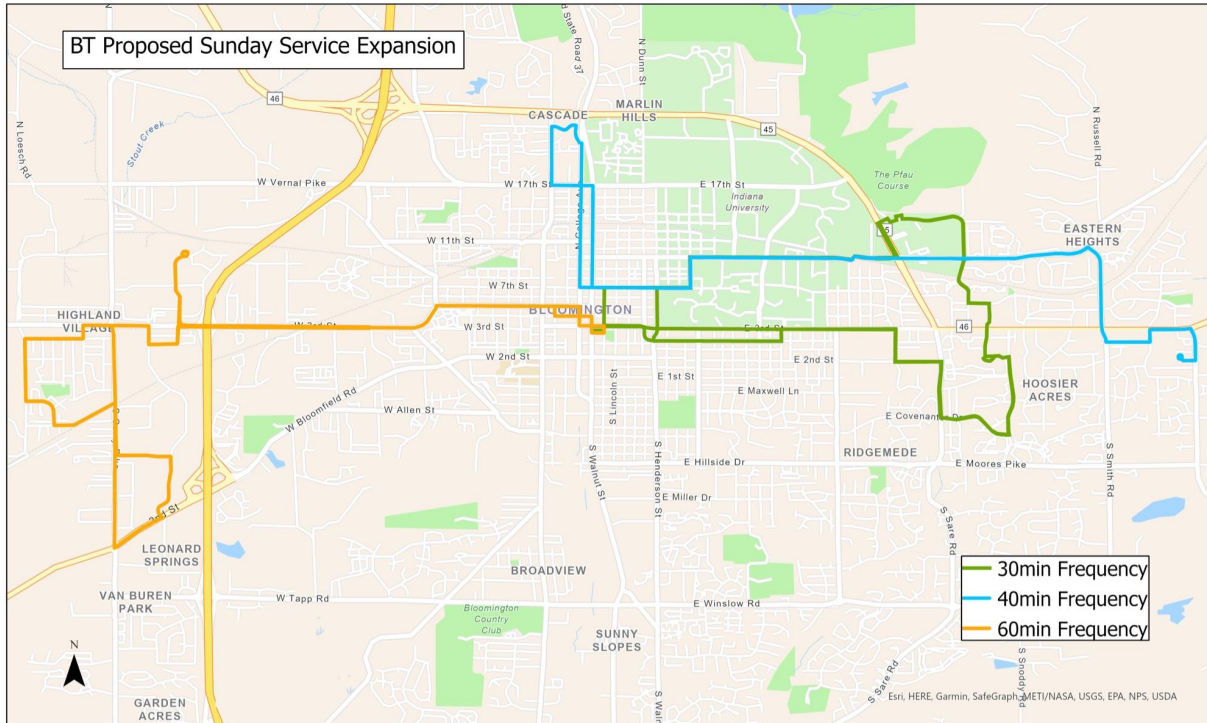 BT Proposed Sunday Service Expansion
State Road 37
N Dunn St
MARLIN
HILLS
CASCADE
46
45
N Loesch Rd
Stout Creek
N Russell Rd
The Pfau
Course
W Vernal Pike
W 17th St
E 17th St
Indiana
University
N College Ave
W 11th St
EASTERN
HEIGHTS
W 7th St
HIGHLAND
VILLAGE
BLOOMINGTON
W 3rd St
W 3rd St
E 3rd St
46
W 2nd St
E 2nd St
E 1st St
E Maxwell Ln
HOOSIER
ACRES
W Bloomfield Rd
W Allen St
S Lincoln St
E Covenanter Dr
RIDGEMEDE
E Hillside Dr
E Moores Pike
S Walnut St
S Henderson St
S Smith Rd
E Miller Dr
2nd St
S Sare Rd
LEONARD
SPRINGS
BROADVIEW
VAN BUREN
PARK
W Tapp Rd
Bloomington
Country
Club
E Winslow Rd
SUNNY
SLOPES
30min Frequency
40min Frequency
60min Frequency
N
S Sare Rd
S Snoddy Rd
GARDEN
ACRES
Esri, HERE, Garmin, SafeGraph, METI/NASA, USGS, EPA, NPS, USDA